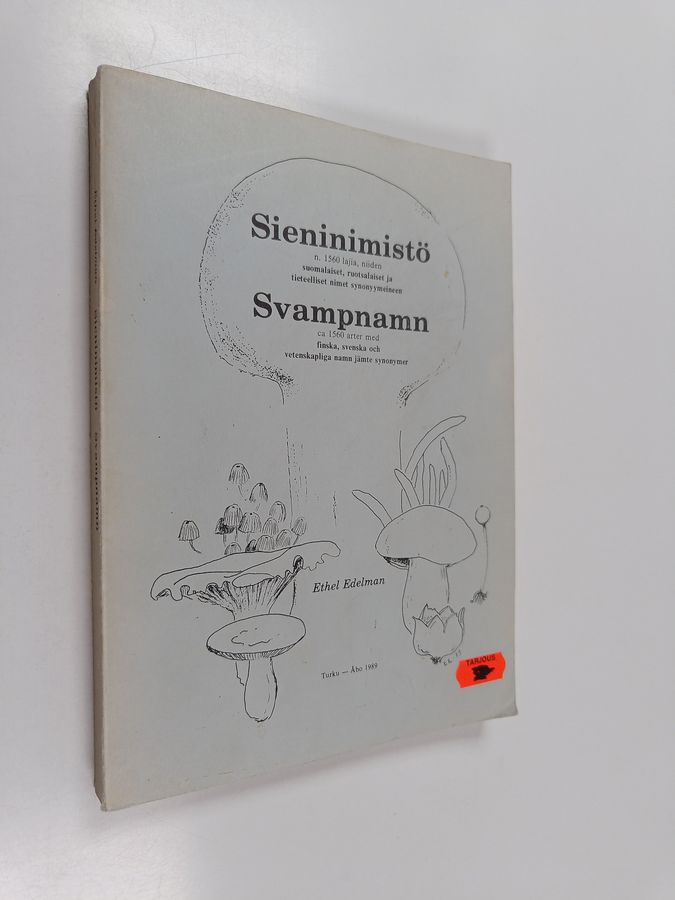 Sieninimistö
n. 1560 lajia, niiden
suomalaiset, ruotsalaiset ja
tieteelliset nimet synonyymeineen
Svampnamn
ca 1560 arter med
finska, svenska och
vetenskapliga namn jämte synonymer
Ethel Edelman
Turku — Åbo 1989
TARJOUS